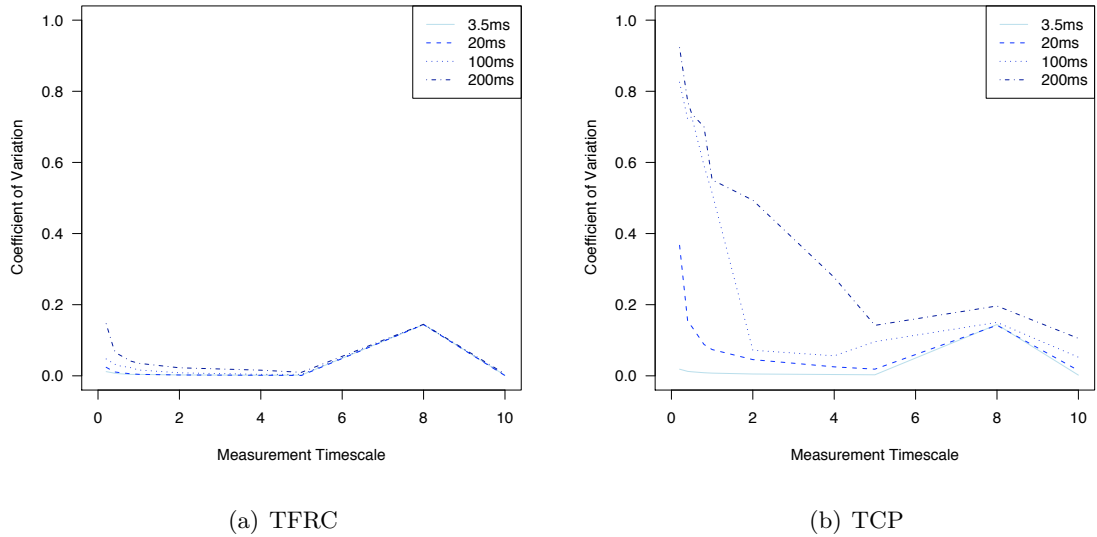 3.5ms
20ms
100ms
200ms
1.0
0.8
0.6
0.4
0.2
0.0
Coefficient of Variation
0 2 4 6 8 10
Measurement Timescale
(a) TFRC
3.5ms
20ms
100ms
200ms
1.0
0.8
0.6
0.4
0.2
0.0
Coefficient of Variation
0 2 4 6 8 10
Measurement Timescale
(b) TCP